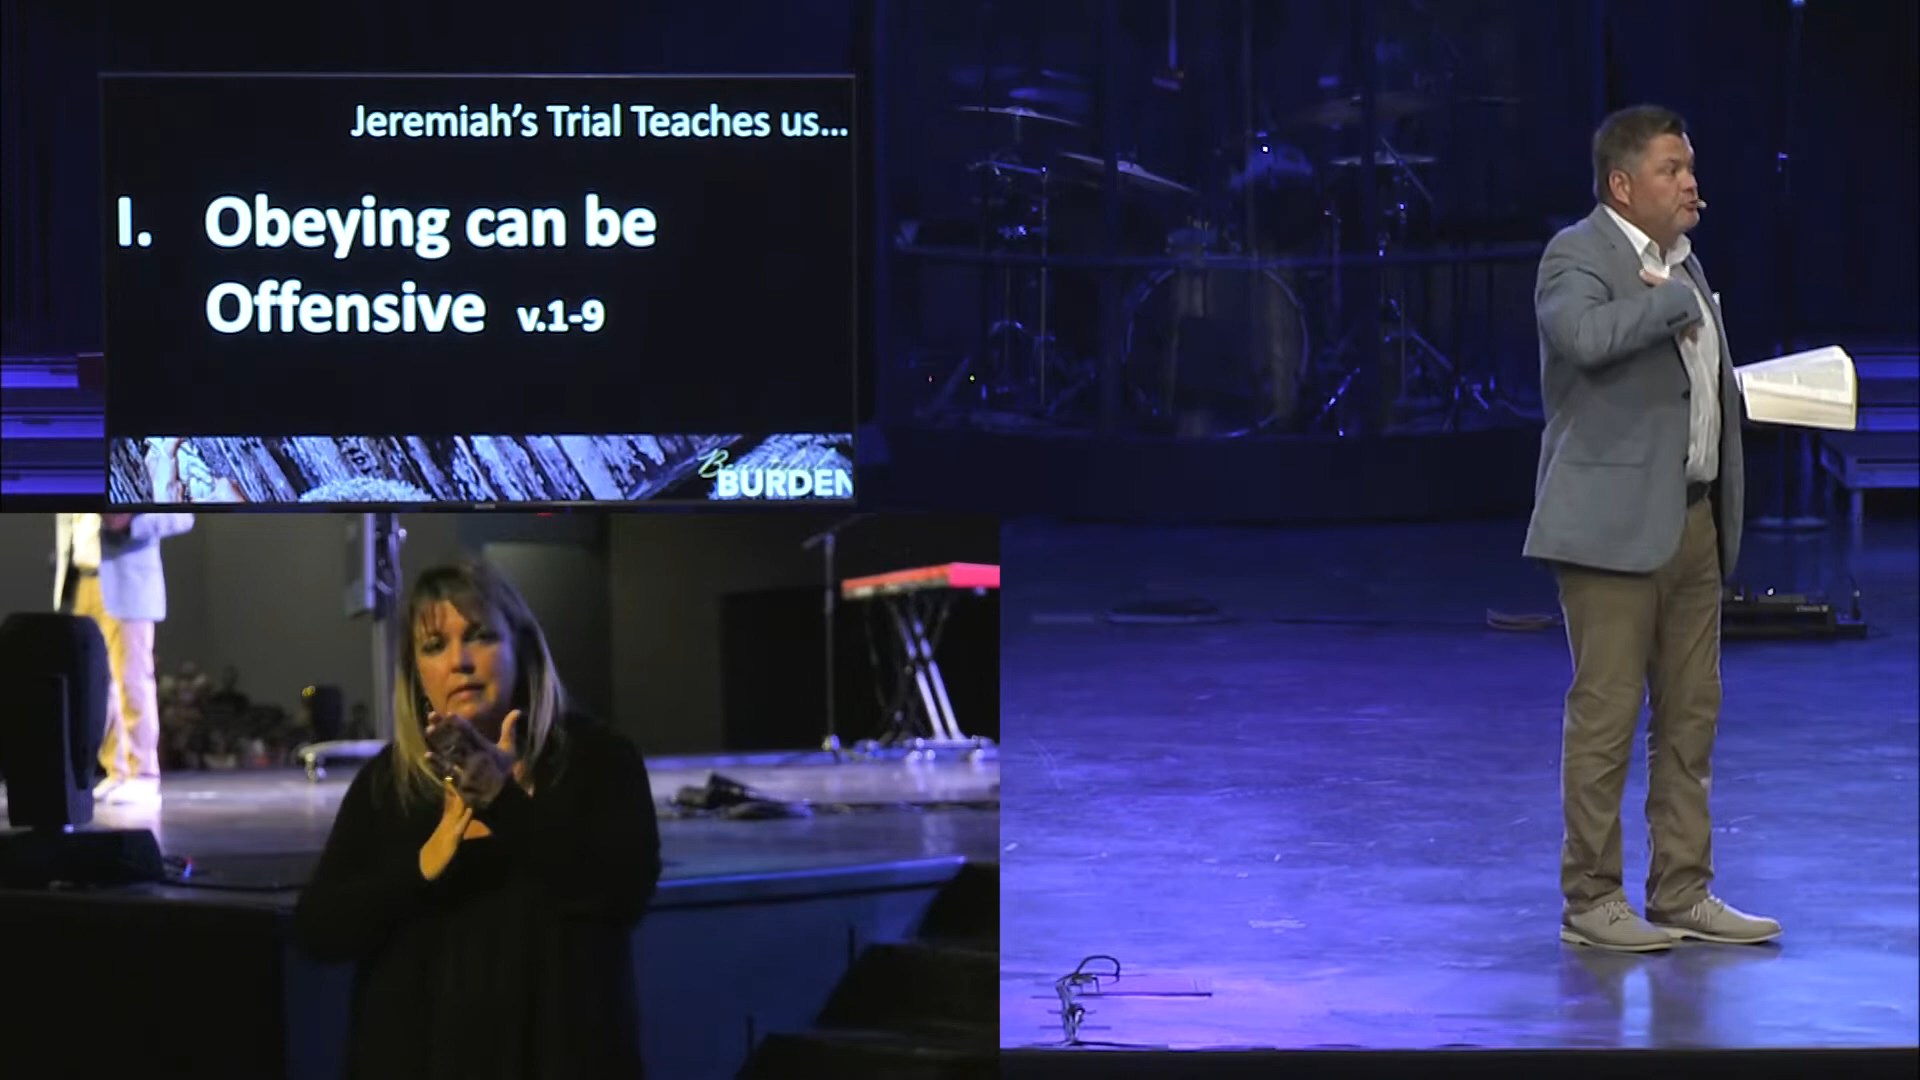 Jeremiah's Trial Teaches us...
I. Obeying can be
Offensive v.1-9
BURDEN